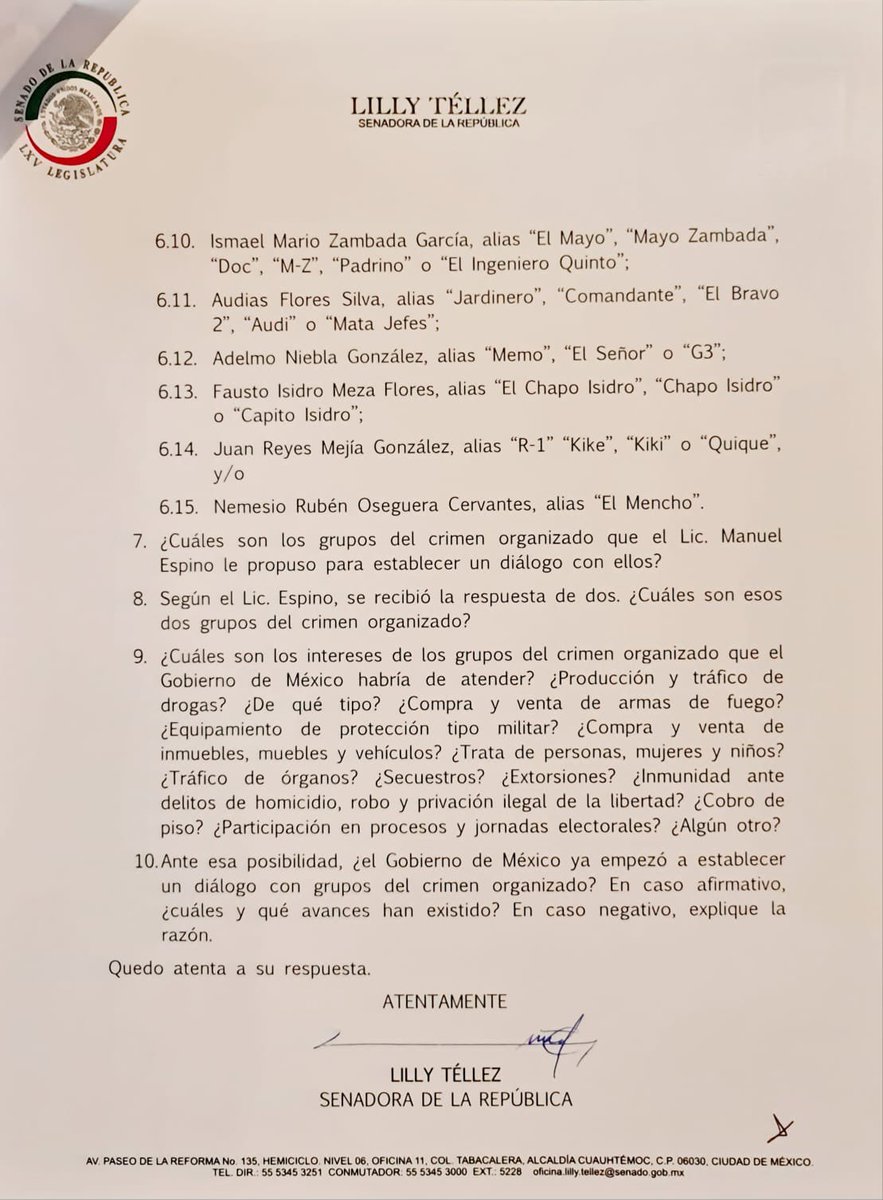 SENADO DE LA REPÚBLICA
ESTADOS UNIDOS MEXICANOS
LXV LEGISLATURA
LILLY TÉLLEZ
SENADORA DE LA REPÚBLICA
6.10. Ismael Mario Zambada García, alias “El Mayo”, “Mayo Zambada”,
“Doc”, “M-Z”, “Padrino” o “El Ingeniero Quinto”;
6.11. Audias Flores Silva, alias “Jardinero”, “Comandante”, “El Bravo
2”, “Audi” o “Mata Jefes”;
6.12. Adelmo Niebla González, alias “Memo”, “El Señor” o “G3”;
6.13. Fausto Isidro Meza Flores, alias “El Chapo Isidro”, “Chapo Isidro”
o “Capito Isidro”;
6.14. Juan Reyes Mejía González, alias “R-1” “Kike”, “Kiki” o “Quique”,
y/o
6.15. Nemesio Rubén Oseguera Cervantes, alias “El Mencho”.
7. ¿Cuáles son los grupos del crimen organizado que el Lic. Manuel
Espino le propuso para establecer un diálogo con ellos?
8. Según el Lic. Espino, se recibió la respuesta de dos. ¿Cuáles son esos
dos grupos del crimen organizado?
9. ¿Cuáles son los intereses de los grupos del crimen organizado que el
Gobierno de México habría de atender? ¿Producción y tráfico de
drogas? ¿De qué tipo? ¿Compra y venta de armas de fuego?
¿Equipamiento de protección tipo militar? ¿Compra y venta de
inmuebles, muebles y vehículos? ¿Trata de personas, mujeres y niños?
¿Tráfico de órganos? ¿Secuestros? ¿Extorsiones? ¿Inmunidad ante
delitos de homicidio, robo y privación ilegal de la libertad? ¿Cobro de
piso? ¿Participación en procesos y jornadas electorales? ¿Algún otro?
10. Ante esa posibilidad, ¿el Gobierno de México ya empezó a establecer
un diálogo con grupos del crimen organizado? En caso afirmativo,
¿cuáles y qué avances han existido? En caso negativo, explique la
razón.
Quedo atenta a su respuesta.
ATENTAMENTE
LILLY TÉLLEZ
SENADORA DE LA REPÚBLICA
AV. PASEO DE LA REFORMA No. 135, HEMICICLO. NIVEL 06, OFICINA 11, COL. TABACALERA, ALCALDÍA CUAUHTÉMOC, C.P. 06030, CIUDAD DE MÉXICO.
TEL. DIR.: 55 5345 3251 CONMUTADOR: 55 5345 3000 EXT.: 5228 oficina.lilly.tellez@senado.gob.mx